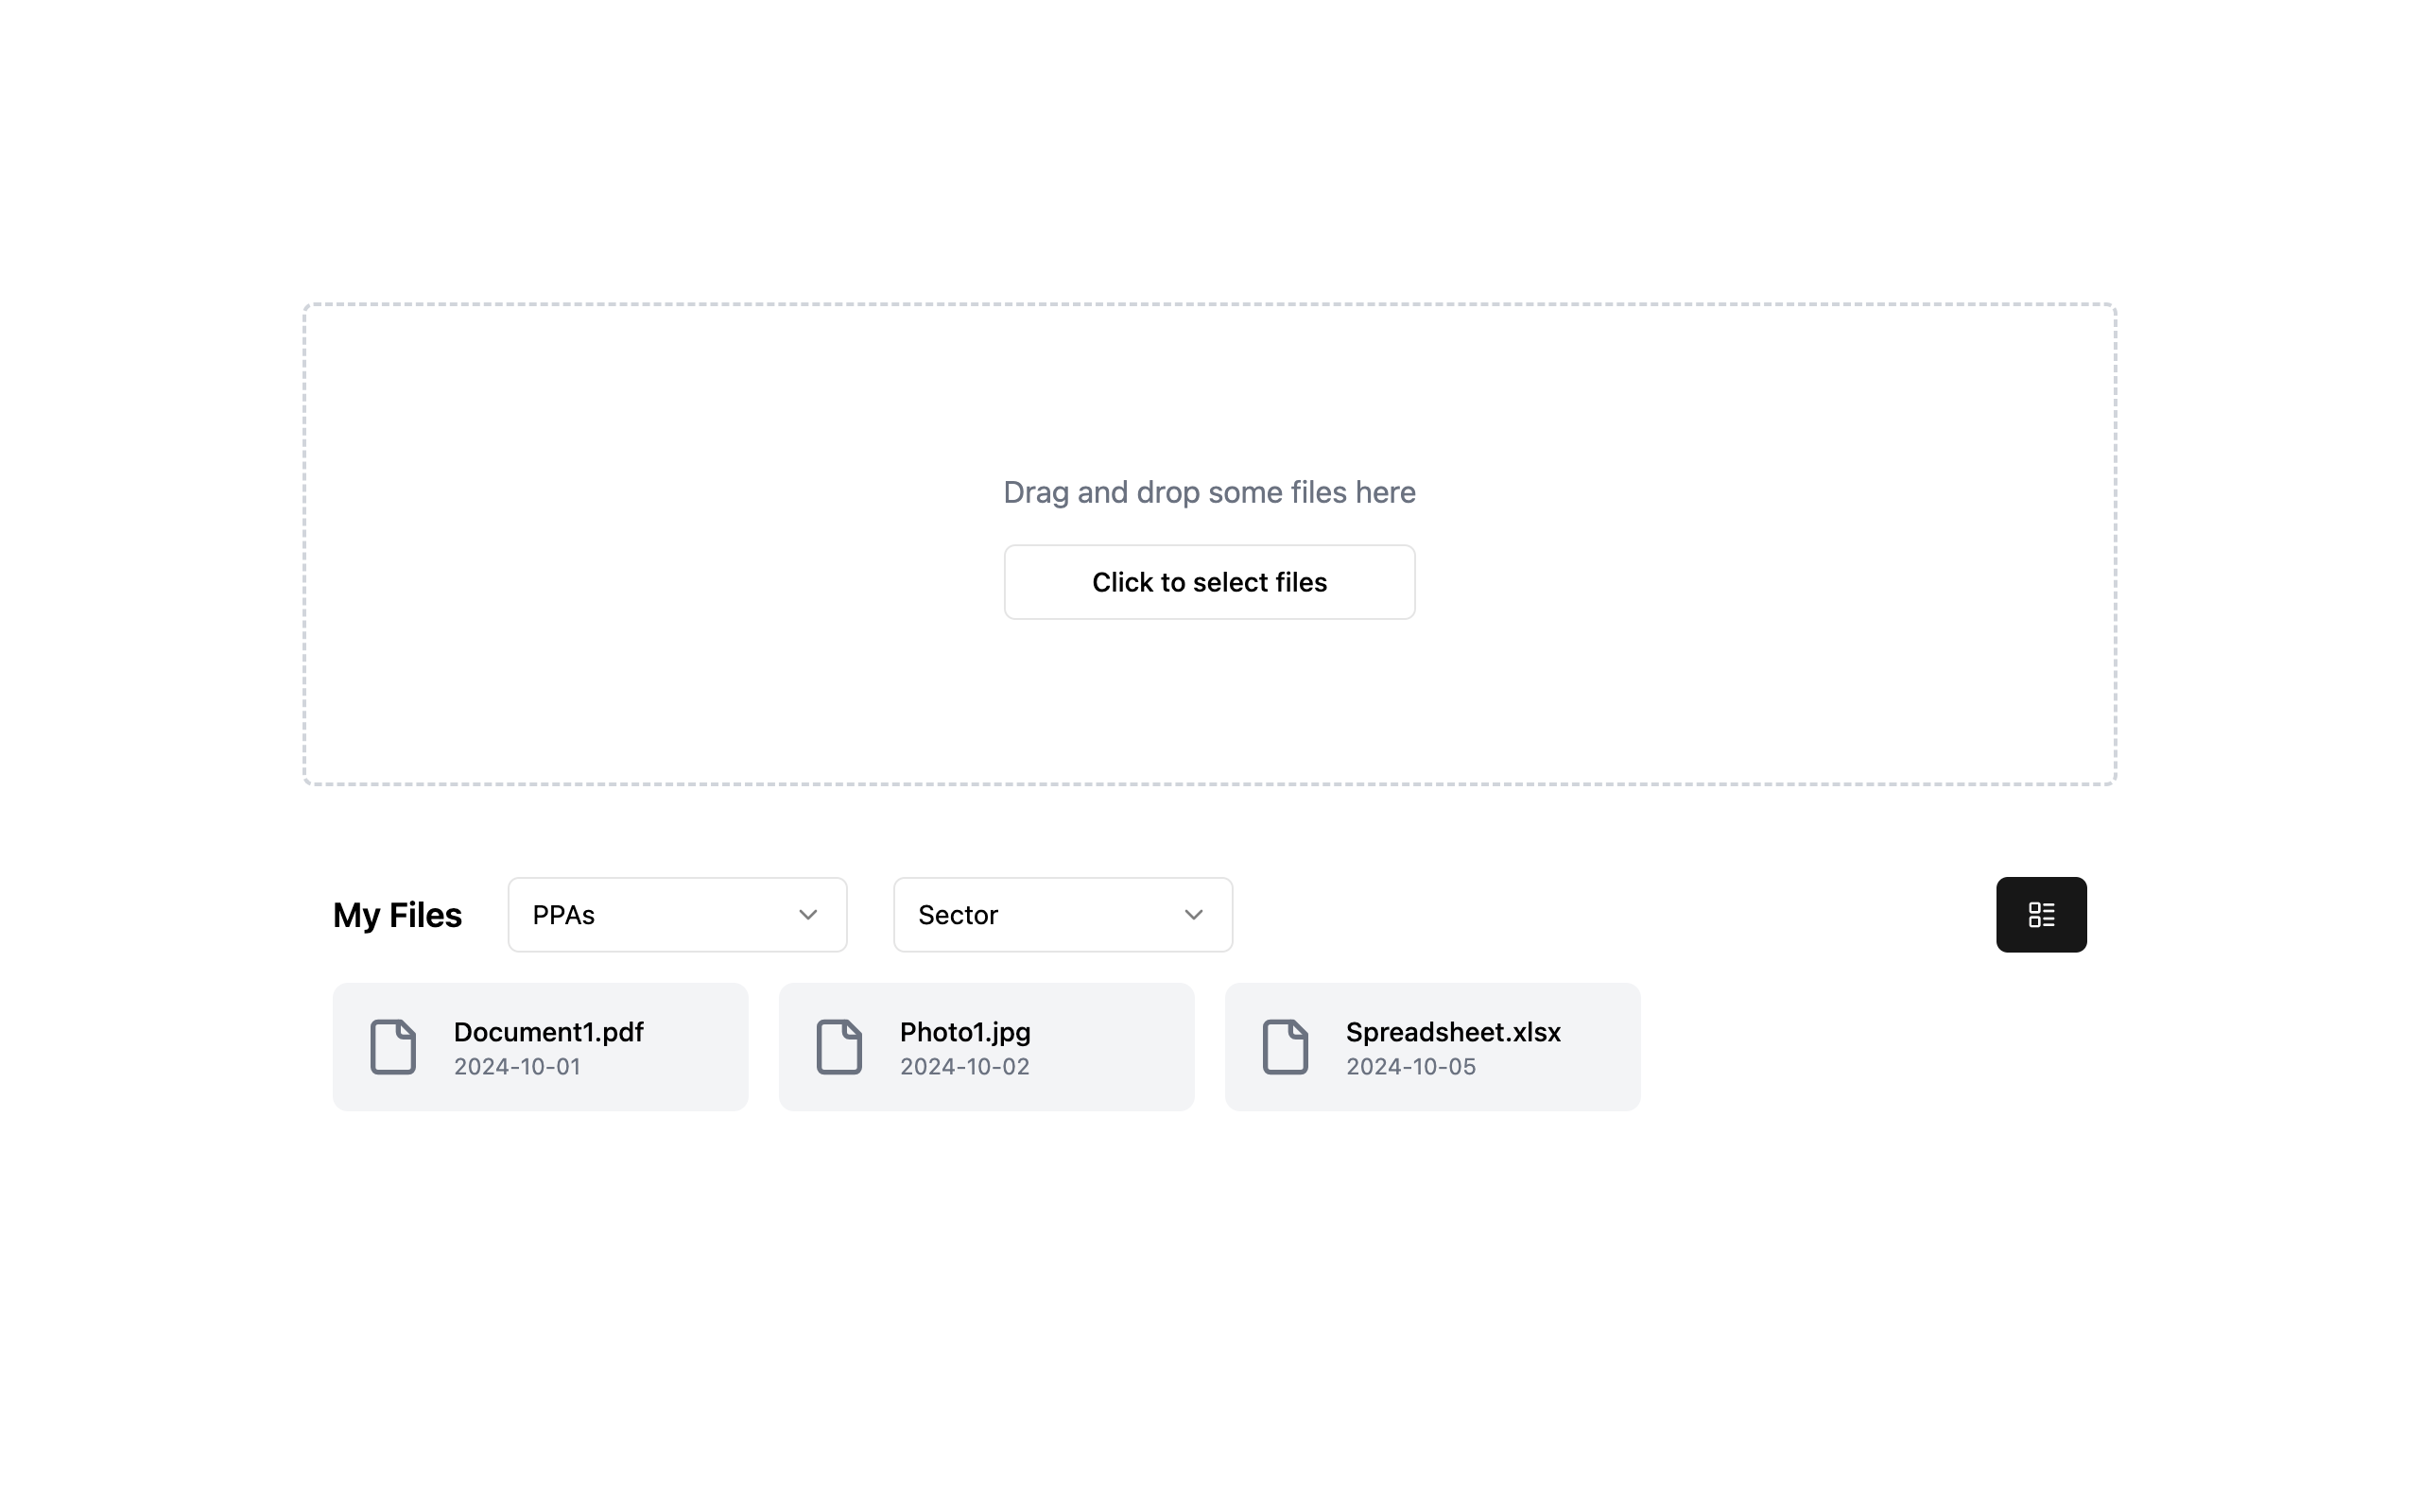 Drag and drop some files here
Click to select files
My Files
PPAs
Sector
Document1.pdf
2024-10-01
Photo1.jpg
2024-10-02
Spreadsheet.xlsx
2024-10-05